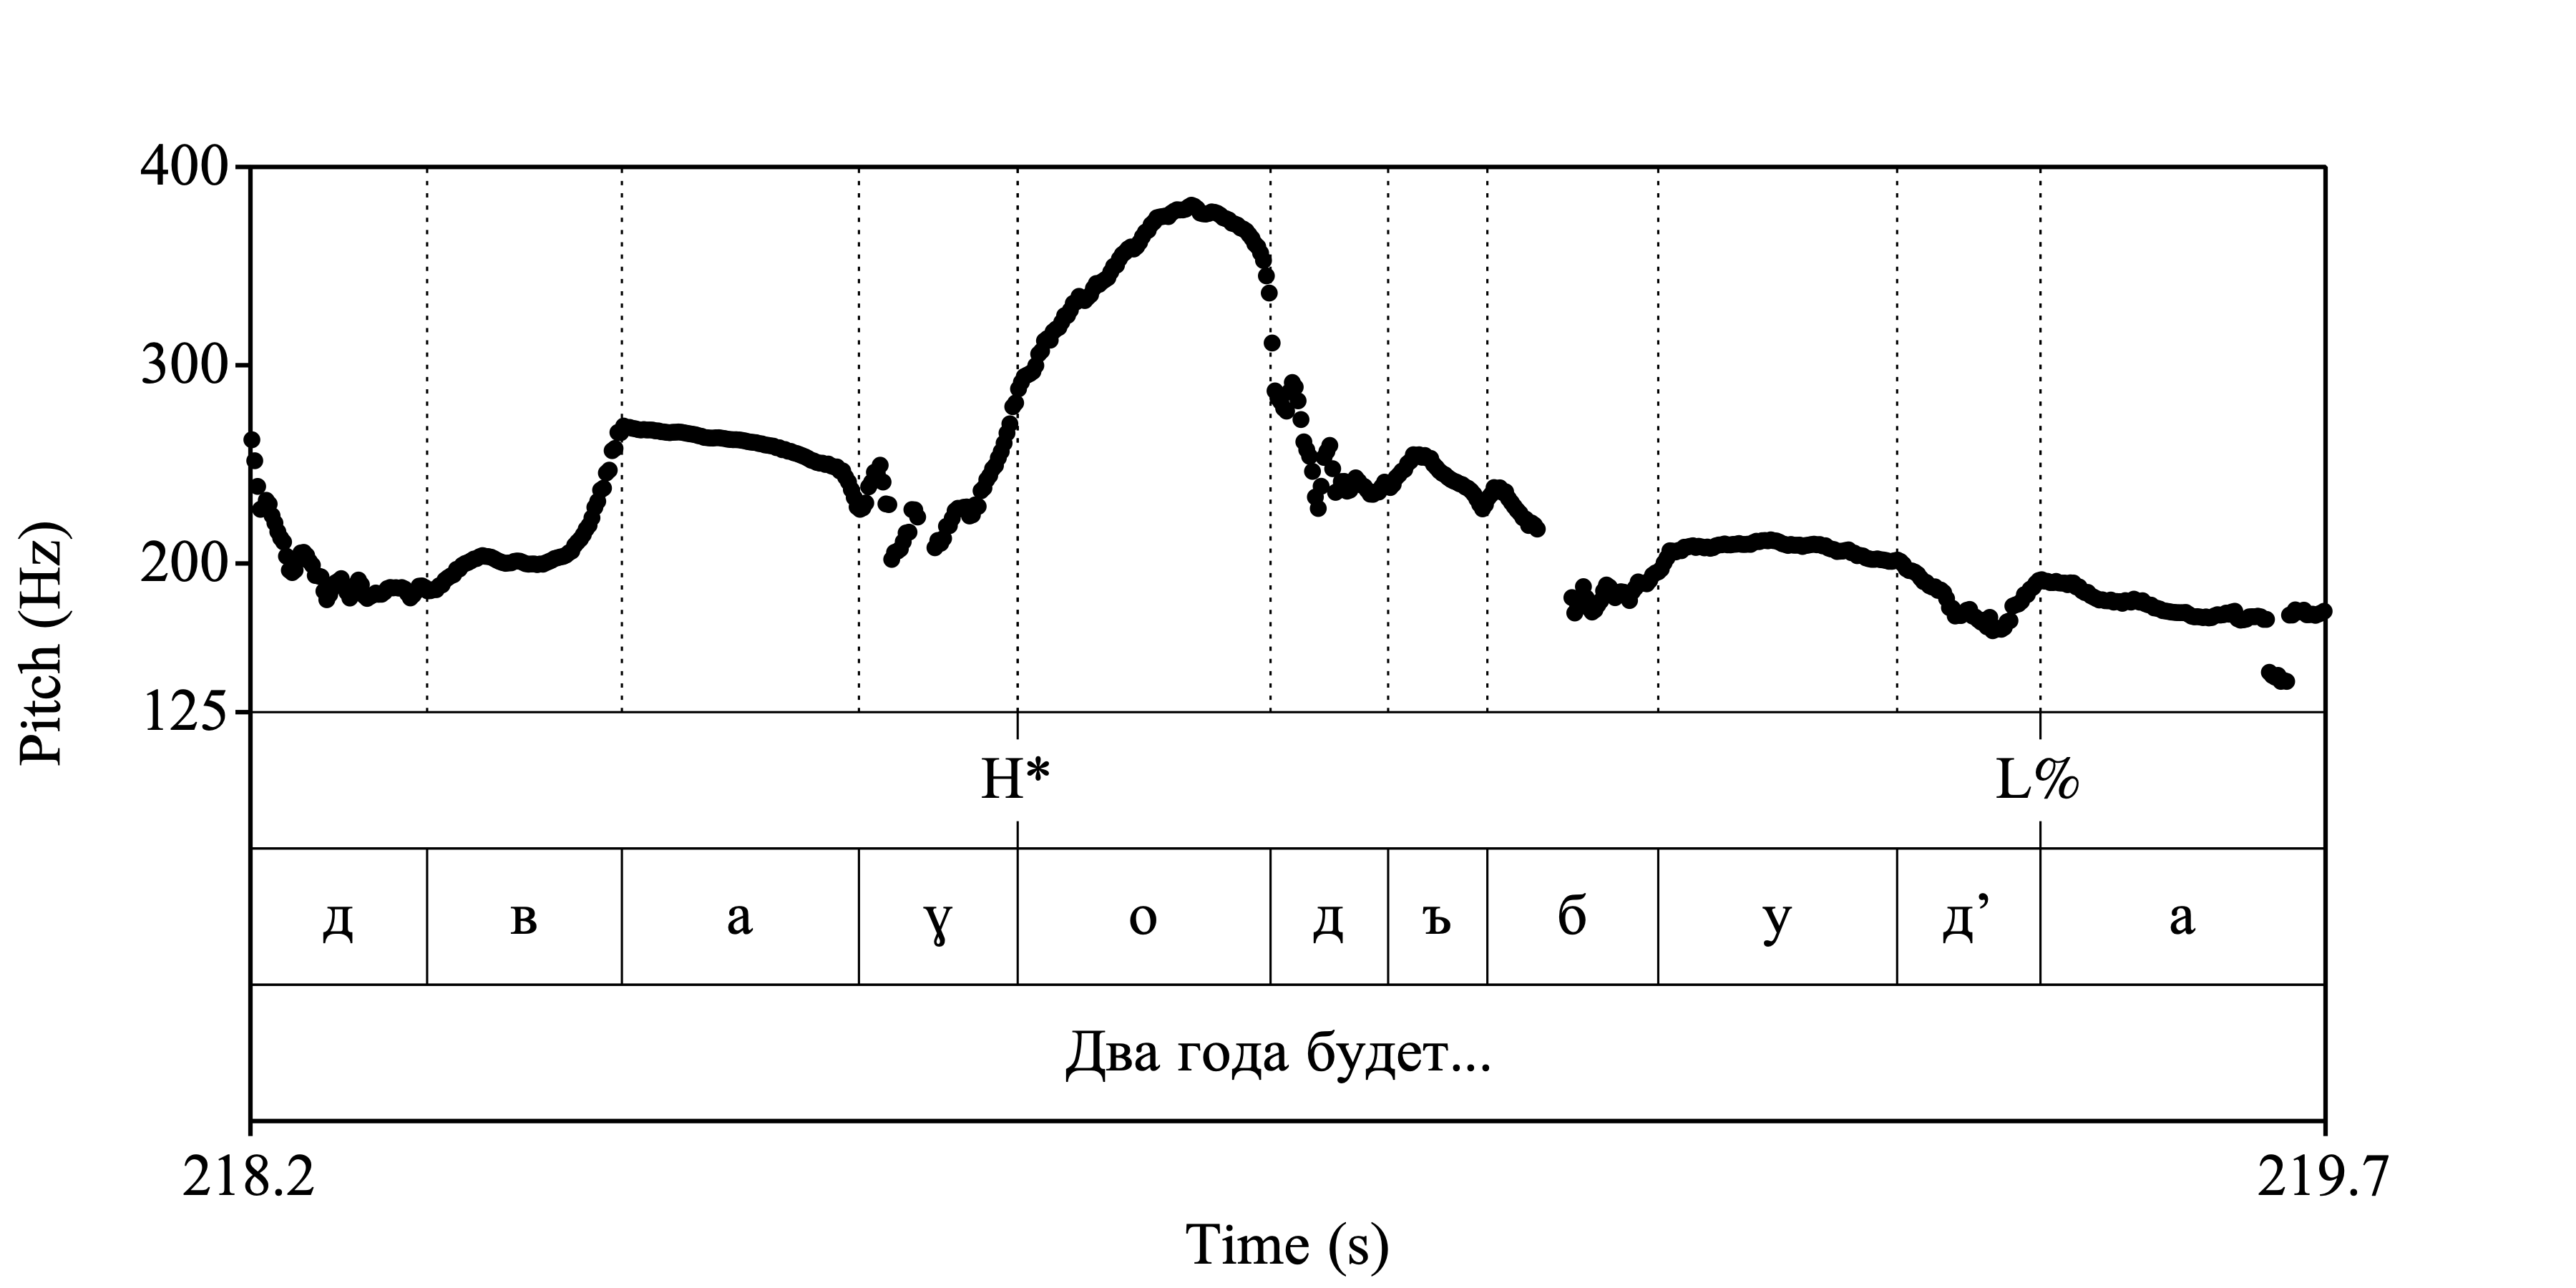 400
300
200
125
Pitch (Hz)
H* L%
д в а ɣ о д ъ б у д’ а
Два года будет...
218.2 219.7
Time (s)